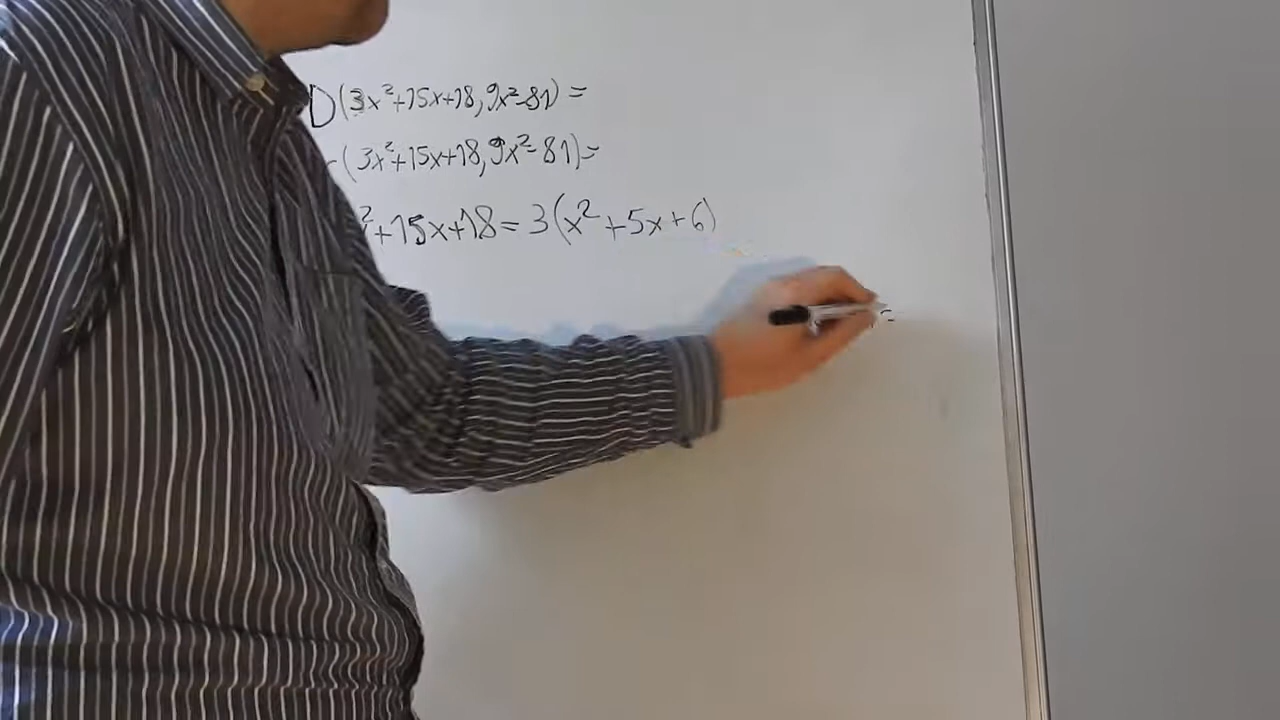 D(3x²+15x+18,9x²-81)=
(3x²+15x+18,9x²-81)=
²+15x+18=3(x²+5x+6)